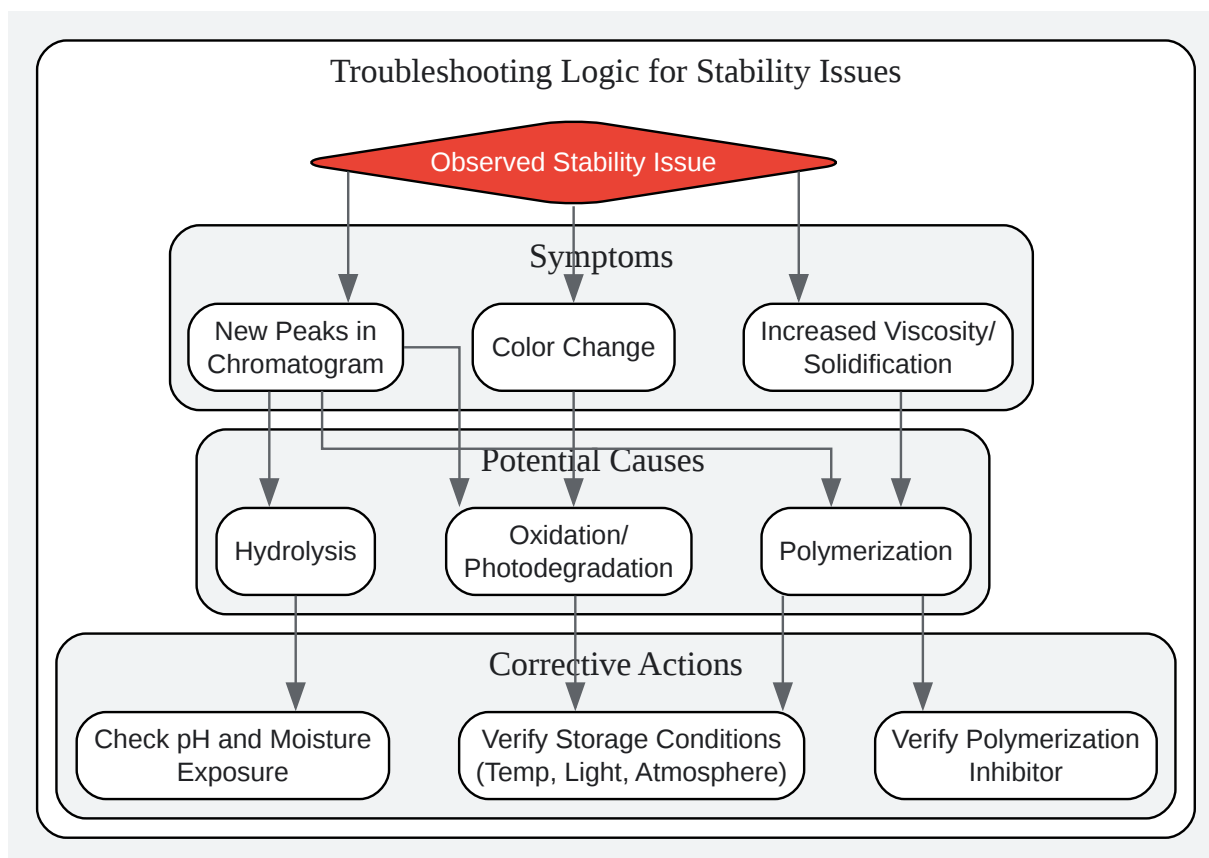 Troubleshooting Logic for Stability Issues
Observed Stability Issue
Symptoms
New Peaks in
Chromatogram
Color Change
Increased Viscosity/
Solidification
Potential Causes
Hydrolysis
Oxidation/
Photodegradation
Polymerization
Corrective Actions
Check pH and Moisture
Exposure
Verify Storage Conditions
(Temp, Light, Atmosphere)
Verify Polymerization
Inhibitor